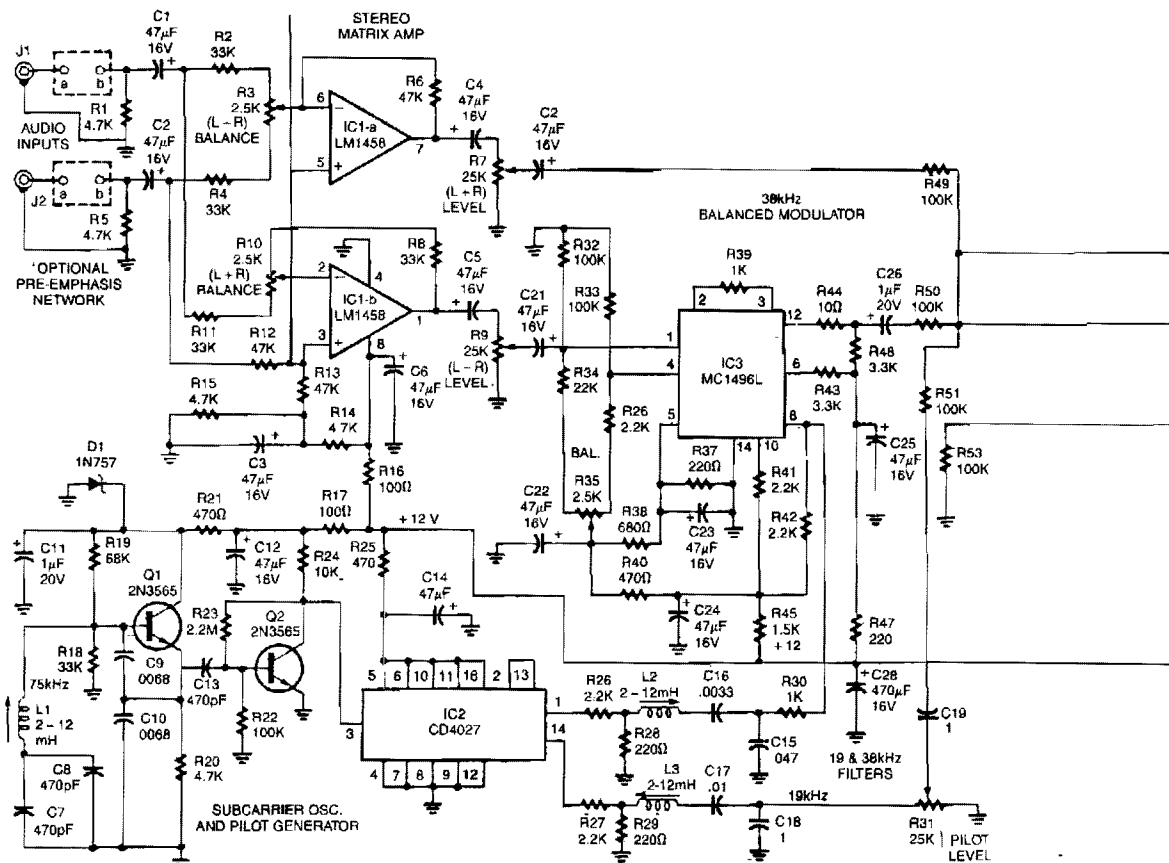 STEREO
MATRIX AMP
J1
a
b
C1
47µF
16V
+
R2
33K
R1
4.7K
AUDIO
INPUTS
C2
47µF
16V
+
R3
2.5K
(L-R)
BALANCE
6
-
R6
47K
IC1-a
LM1458
7
5
+
C4
47µF
16V
+
C2
47µF
16V
+
R7
25K
(L+R)
LEVEL
J2
a
b
R5
4.7K
R4
33K
*OPTIONAL
PRE-EMPHASIS
NETWORK
R49
100K
38kHz
BALANCED MODULATOR
R10
2.5K
(L+R)
BALANCE
R11
33K
R12
47K
2
-
4
IC1-b
LM1458
3
+
8
1
R8
33K
C5
47µF
16V
+
R9
25K
(L-R)
LEVEL.
C6
47µF
16V
+
C21
47µF
16V
+
R32
100K
R33
100K
R34
22K
R26
2.2K
R39
1K
2
3
12
1
IC3
MC1496L
4
6
5
8
14
10
R44
10Ω
C26
1µF
20V
+
R50
100K
R48
3.3K
R43
3.3K
R51
100K
R53
100K
C25
47µF
16V
+
R13
47K
R15
4.7K
R14
4.7K
C3
47µF
16V
+
R16
100Ω
D1
1N757
BAL.
R35
2.5K
C22
47µF
16V
+
R37
220Ω
R38
680Ω
C23
47µF
16V
+
R40
470Ω
R41
2.2K
R42
2.2K
C24
47µF
16V
+
R45
1.5K
+12
R47
220
C28
470µF
16V
+
C11
1µF
20V
+
R19
68K
Q1
2N3565
R21
470Ω
C12
47µF
16V
+
R17
100Ω
+12 V
R24
10K
R25
470
R23
2.2M
Q2
2N3565
C14
47µF
+
R18
33K
75kHz
L1
2-12
mH
C9
0068
C13
470pF
C10
0068
R22
100K
R20
4.7K
C8
470pF
C7
470pF
SUBCARRIER OSC.
AND PILOT GENERATOR
5
6
10
11
16
2
13
IC2
CD4027
1
14
3
4
7
8
9
12
R26
2.2K
R28
220Ω
L2
2-12mH
C16
.0033
R30
1K
C15
047
19 & 38kHz
FILTERS
C19
1
R27
2.2K
R29
220Ω
L3
2-12mH
C17
.01
19kHz
C18
1
R31
25K
PILOT
LEVEL